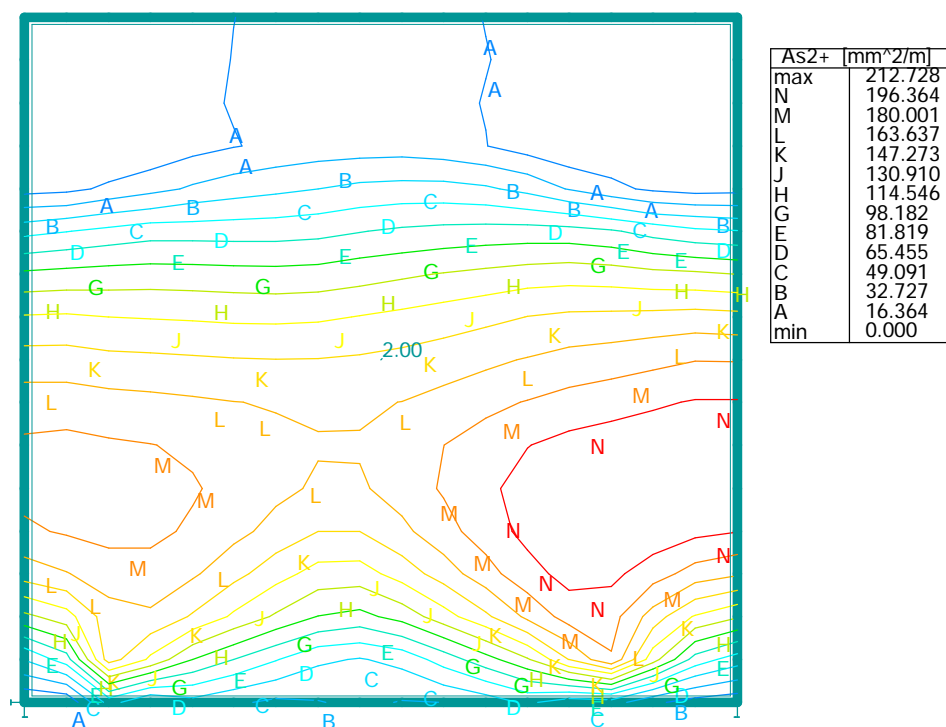 As2+ [mm^2/m]
max 212.728
N 196.364
M 180.001
L 163.637
K 147.273
J 130.910
H 114.546
G 98.182
E 81.819
D 65.455
C 49.091
B 32.727
A 16.364
min 0.000
A
A
A
A B B A
A B C C B A
B C D D D C B
D E E E E E D
G G G H
H H H J H H
J J K K
K K K L L
L L L L M
M M N N
M L M N
M M N
L L M N M
L J H J M N
H J K G J K M K H
E H G E G K L E
K J D C H K J
H G E G K G D
E C C D H B
A C D B C
2.00